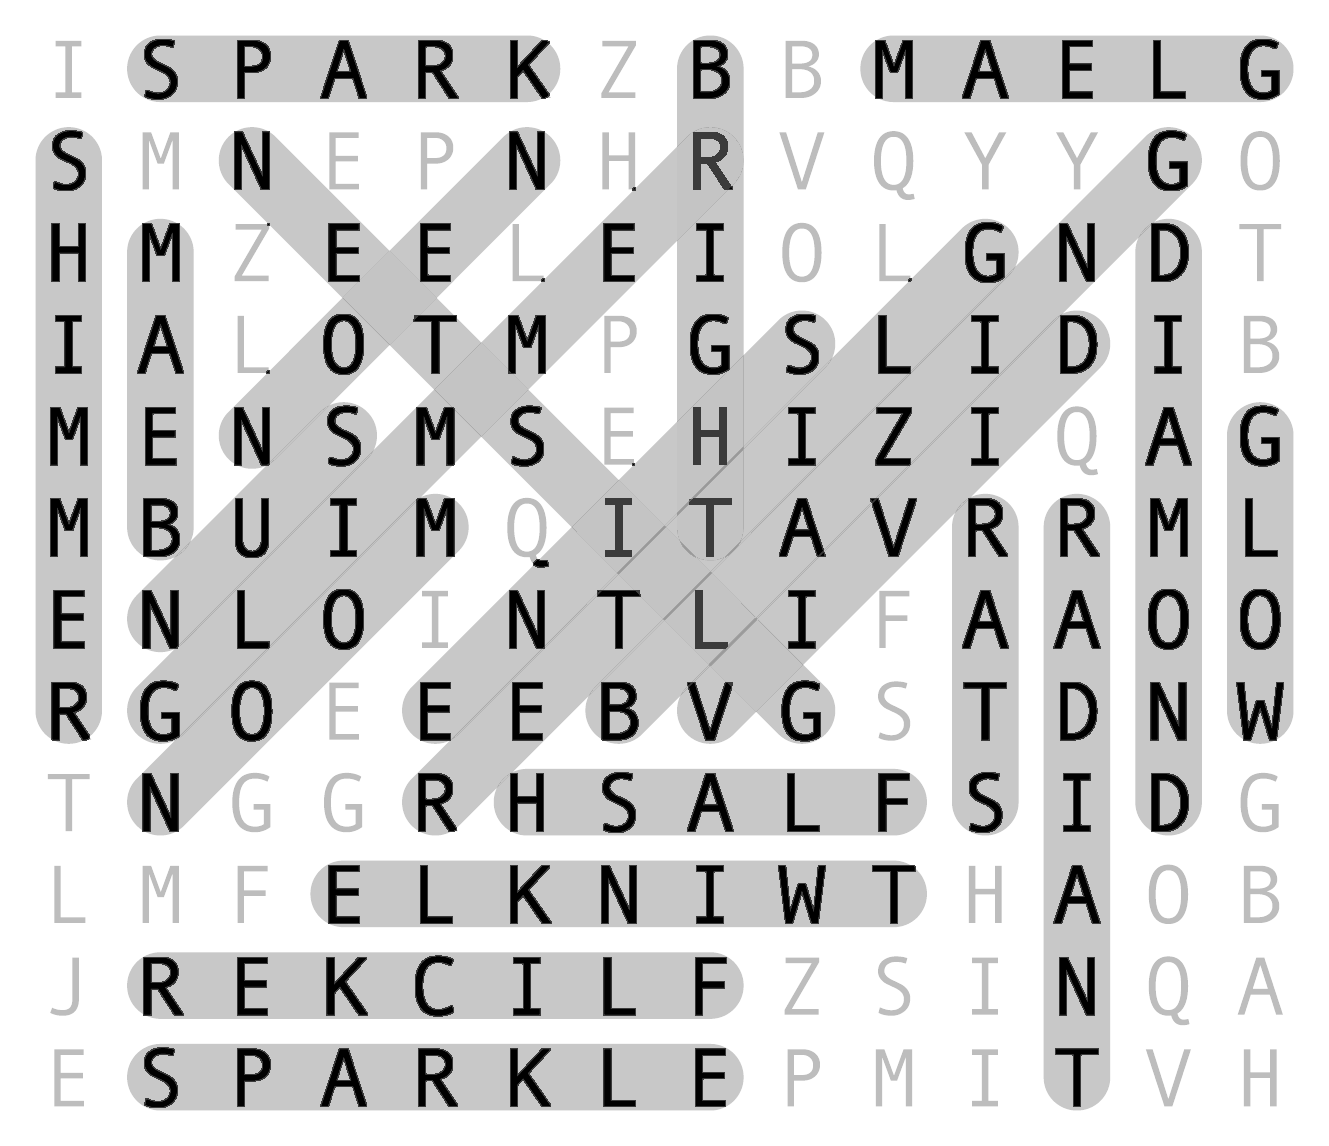 I S P A R K Z B B M A E L G
S M N E P N H R V Q Y Y G O
H M Z E E L E I O L G N D T
I A L O T M P G S L I D I B
M E N S M S E H I Z I Q A G
M B U I M Q I T A V R R M L
E N L O I N T L I F A A O O
R G O E E E B V G S T D N W
T N G G R H S A L F S I D G
L M F E L K N I W T H A O B
J R E K C I L F Z S I N Q A
E S P A R K L E P M I T V H